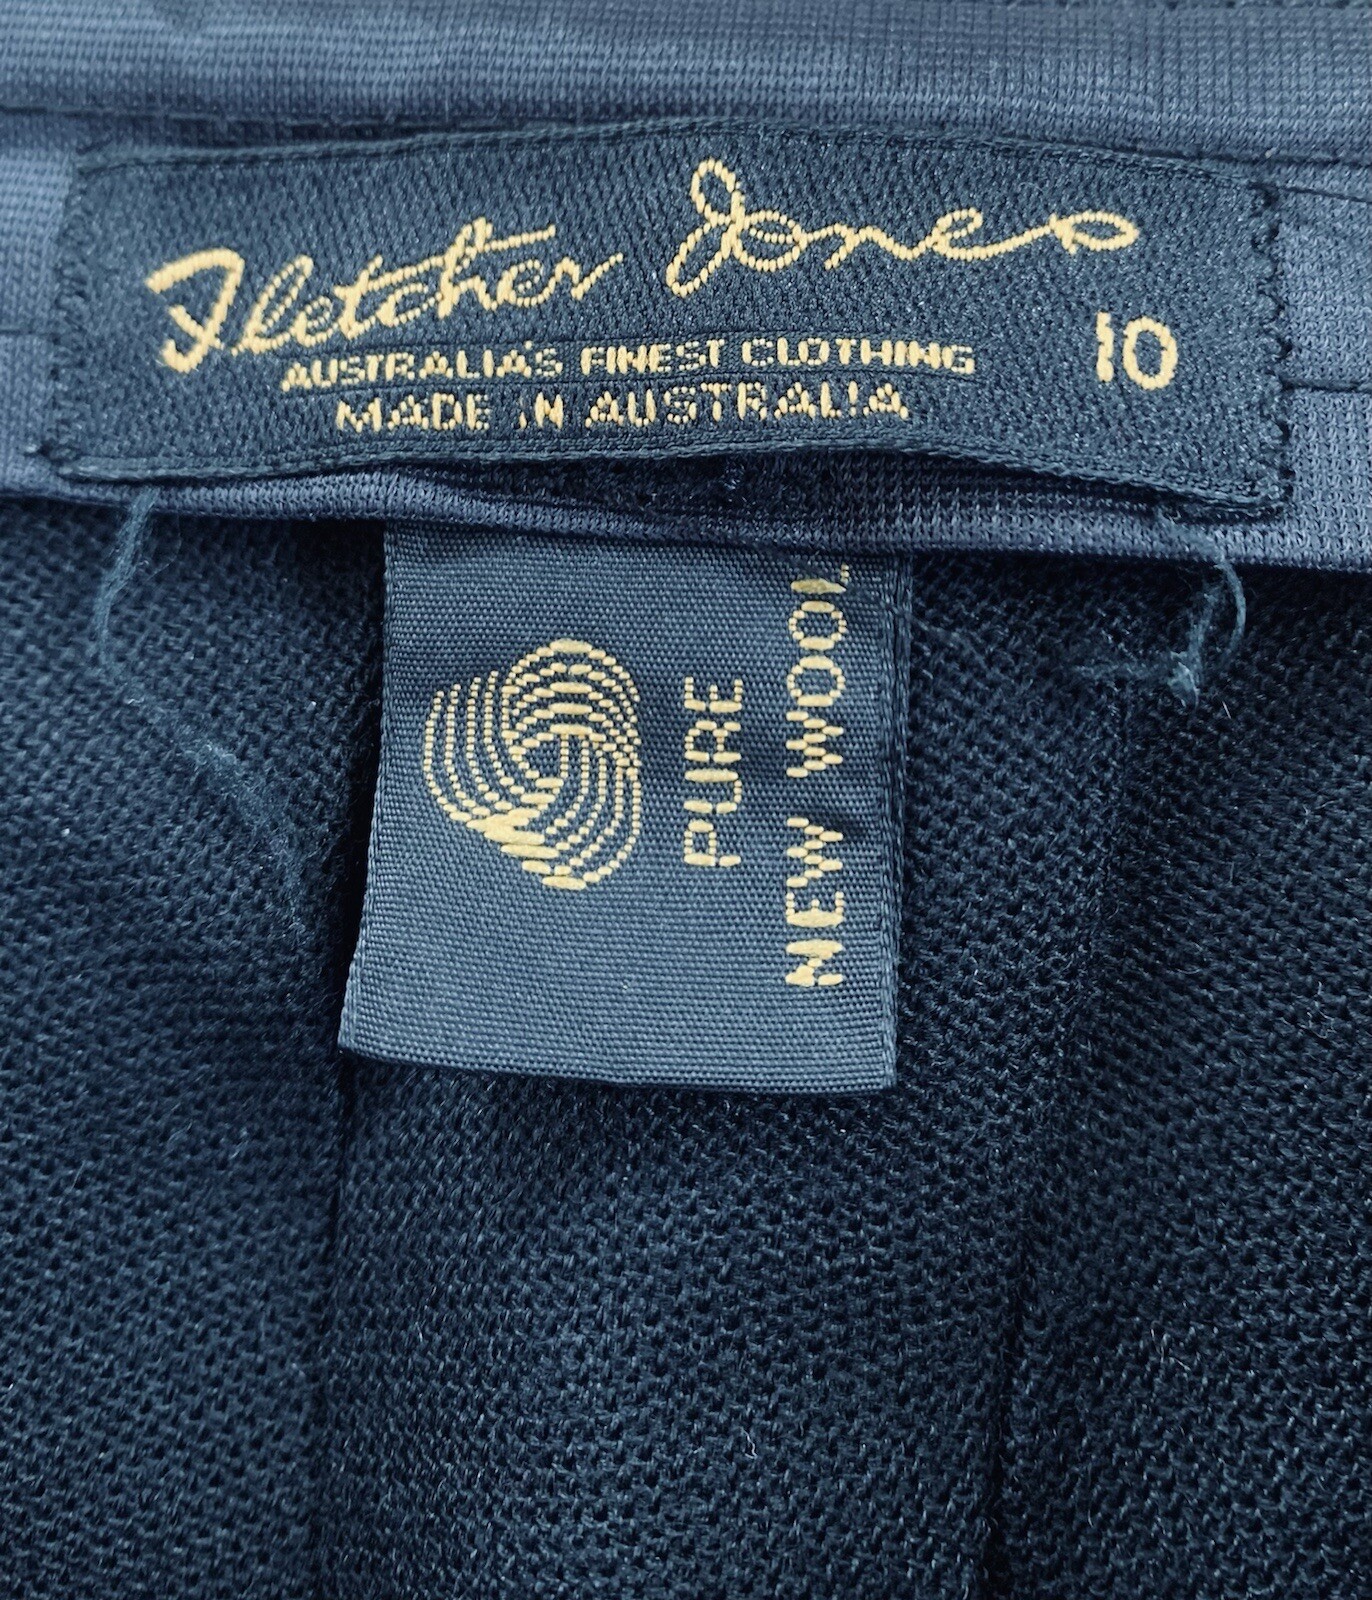 Fletcher Jones
AUSTRALIA'S FINEST CLOTHING
MADE IN AUSTRALIA
10
PURE
NEW WOOL